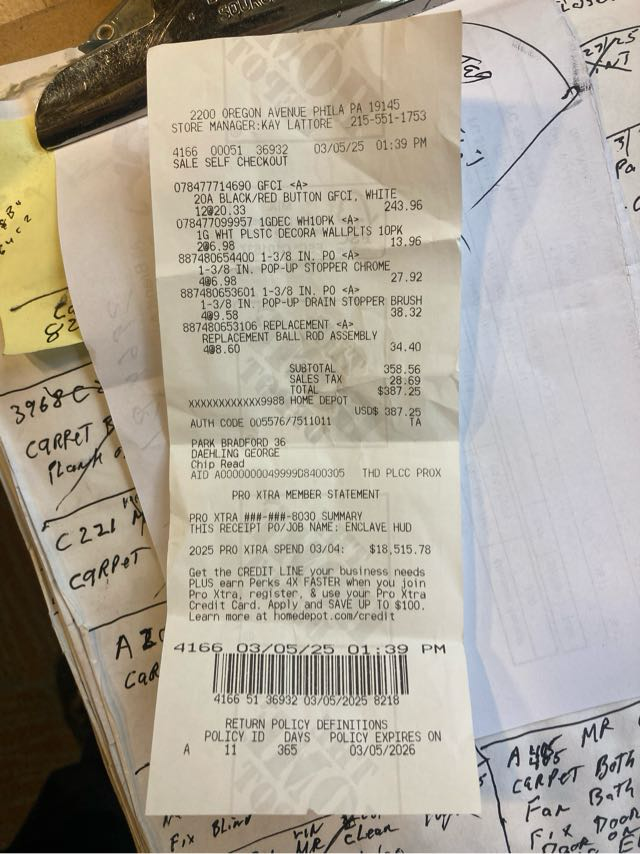 2200 OREGON AVENUE PHILA PA 19145
STORE MANAGER:KAY LATTORE 215-551-1753
4166 00051 36932 03/05/25 01:39 PM
SALE SELF CHECKOUT
078477714690 GFCI <A>
20A BLACK/RED BUTTON GFCI, WHITE
12@20.33 243.96
078477099957 1GDEC WH10PK <A>
1G WHT PLSTC DECORA WALLPLTS 10PK
2@6.98 13.96
887480654400 1-3/8 IN. PO <A>
1-3/8 IN. POP-UP STOPPER CHROME
4@6.98 27.92
887480653601 1-3/8 IN. PO <A>
1-3/8 IN. POP-UP DRAIN STOPPER BRUSH
4@9.58 38.32
887480653106 REPLACEMENT <A>
REPLACEMENT BALL ROD ASSEMBLY
4@8.60 34.40
SUBTOTAL 358.56
SALES TAX 28.69
TOTAL $387.25
XXXXXXXXXXXX9988 HOME DEPOT
USD$ 387.25
AUTH CODE 005576/7511011 TA
PARK BRADFORD 36
DAEHLING GEORGE
Chip Read
AID A0000000049999D8400305 THD PLCC PROX
PRO XTRA MEMBER STATEMENT
PRO XTRA ###-###-8030 SUMMARY
THIS RECEIPT PO/JOB NAME: ENCLAVE HUD
2025 PRO XTRA SPEND 03/04: $18,515.78
Get the CREDIT LINE your business needs
PLUS earn Perks 4X FASTER when you join
Pro Xtra, register, & use your Pro Xtra
Credit Card. Apply and SAVE UP TO $100.
Learn more at homedepot.com/credit
4166 03/05/25 01:39 PM
4166 51 36932 03/05/2025 8218
RETURN POLICY DEFINITIONS
POLICY ID DAYS POLICY EXPIRES ON
A 11 365 03/05/2026
3968
CARPET
C 221
CARPET
A
CAR
Fix Blind
MR
Clean
A 485 MR
CARPET Both
Fan Bath
Fix Door
Door